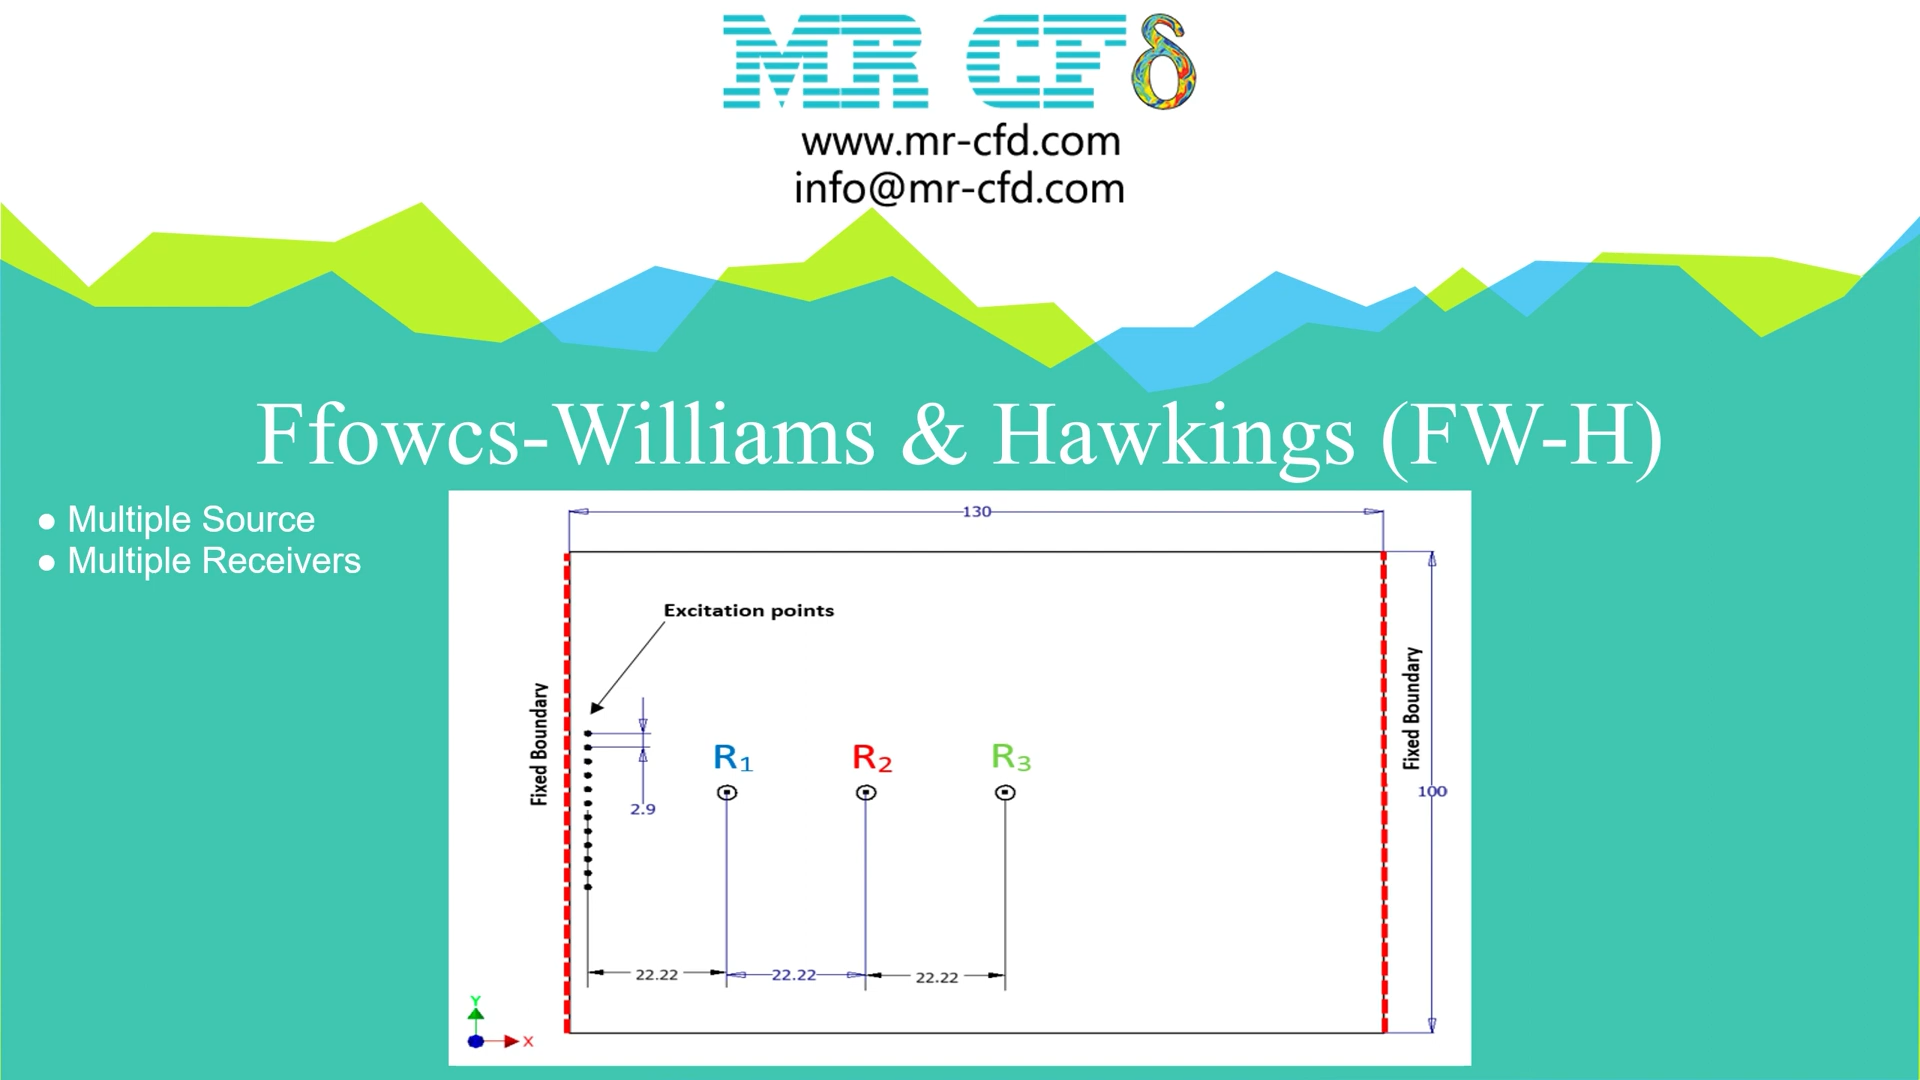 MR CFδ
www.mr-cfd.com
info@mr-cfd.com
Ffowcs-Williams & Hawkings (FW-H)
● Multiple Source
● Multiple Receivers
130
Excitation points
Fixed Boundary
Fixed Boundary
R1
R2
R3
2.9
100
22.22
22.22
22.22
Y
X